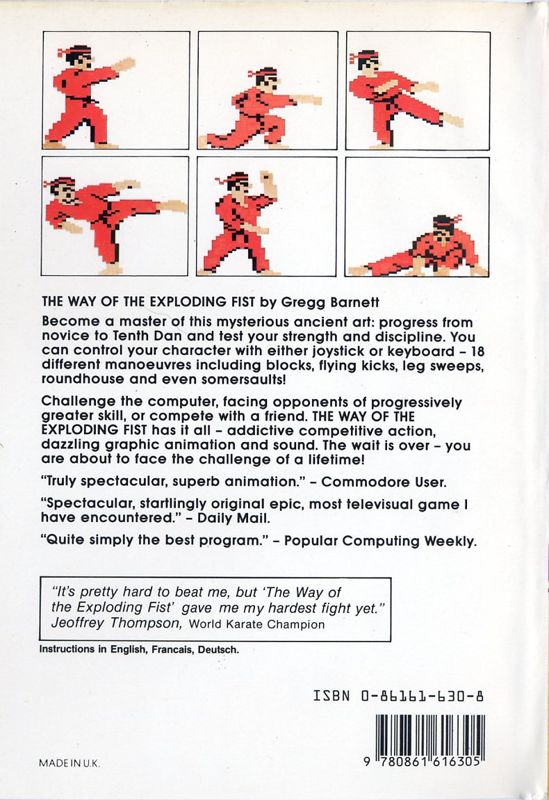 THE WAY OF THE EXPLODING FIST by Gregg Barnett
Become a master of this mysterious ancient art: progress from
novice to Tenth Dan and test your strength and discipline. You
can control your character with either joystick or keyboard – 18
different manoeuvres including blocks, flying kicks, leg sweeps,
roundhouse and even somersaults!
Challenge the computer, facing opponents of progressively
greater skill, or compete with a friend. THE WAY OF THE
EXPLODING FIST has it all – addictive competitive action,
dazzling graphic animation and sound. The wait is over – you
are about to face the challenge of a lifetime!
“Truly spectacular, superb animation.” – Commodore User.
“Spectacular, startlingly original epic, most televisual game I
have encountered.” – Daily Mail.
“Quite simply the best program.” – Popular Computing Weekly.
“It's pretty hard to beat me, but ‘The Way of
the Exploding Fist’ gave me my hardest fight yet.”
Jeoffrey Thompson, World Karate Champion
Instructions in English, Francais, Deutsch.
ISBN 0-86161-630-8
9 780861 616305
MADE IN U.K.